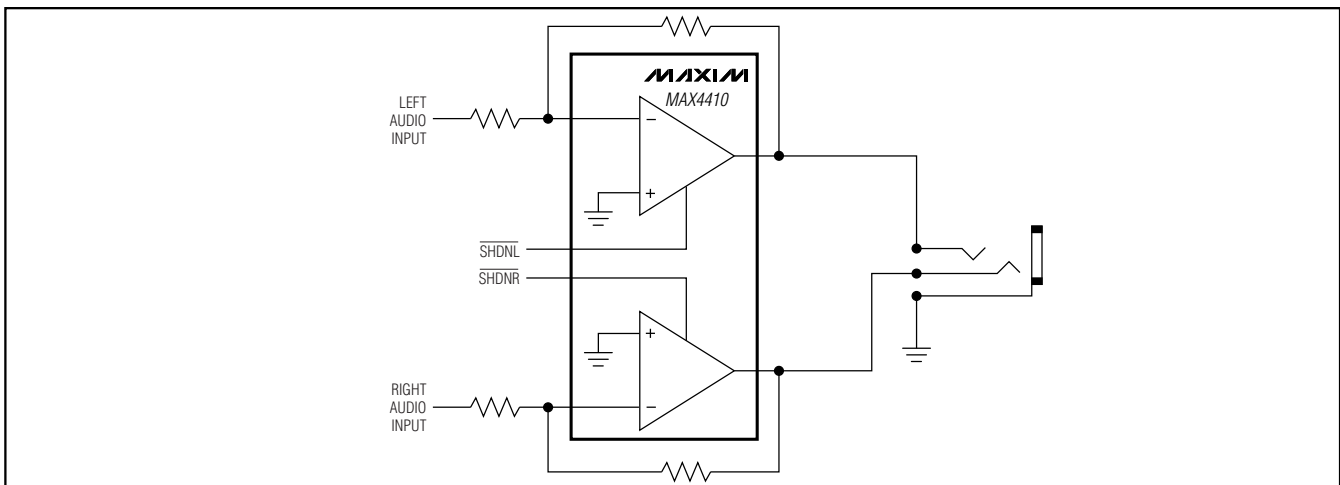 MAXIM
MAX4410
LEFT
AUDIO
INPUT
−
+
SHDNL
SHDNR
+
−
RIGHT
AUDIO
INPUT